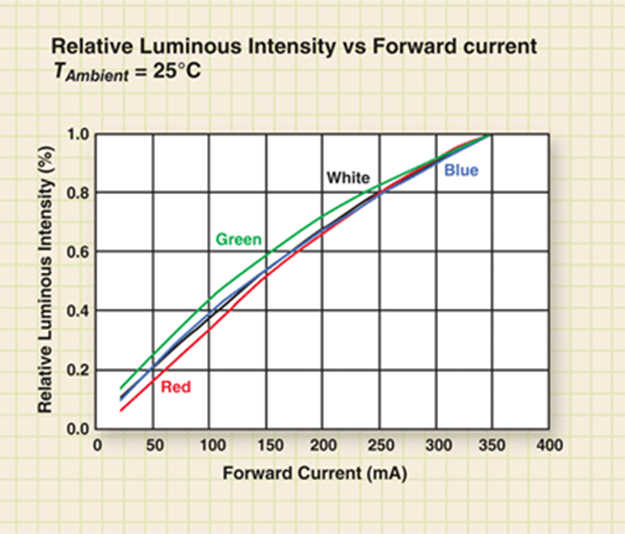 Relative Luminous Intensity vs Forward current
TAmbient = 25°C
Relative Luminous Intensity (%)
1.0
0.8
0.6
0.4
0.2
0.0
White
Blue
Green
Red
0 50 100 150 200 250 300 350 400
Forward Current (mA)